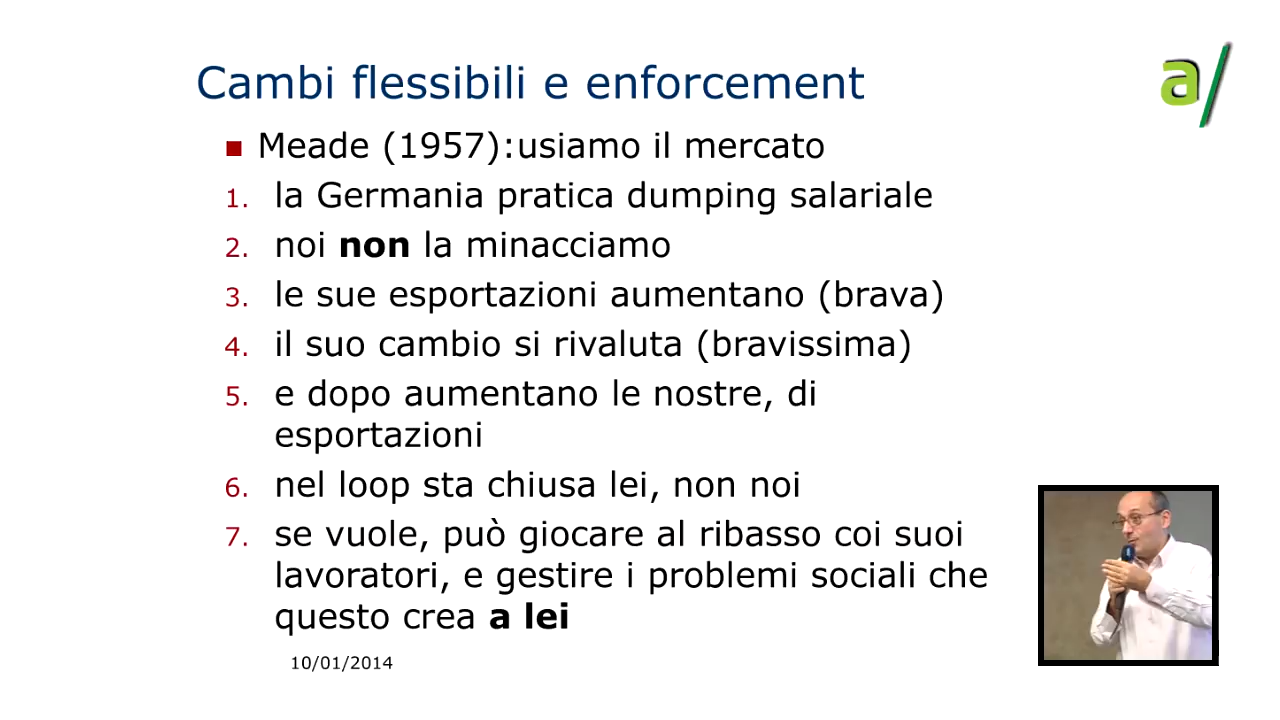 Cambi flessibili e enforcement
a/
Meade (1957):usiamo il mercato
1. la Germania pratica dumping salariale
2. noi non la minacciamo
3. le sue esportazioni aumentano (brava)
4. il suo cambio si rivaluta (bravissima)
5. e dopo aumentano le nostre, di
esportazioni
6. nel loop sta chiusa lei, non noi
7. se vuole, può giocare al ribasso coi suoi
lavoratori, e gestire i problemi sociali che
questo crea a lei
10/01/2014